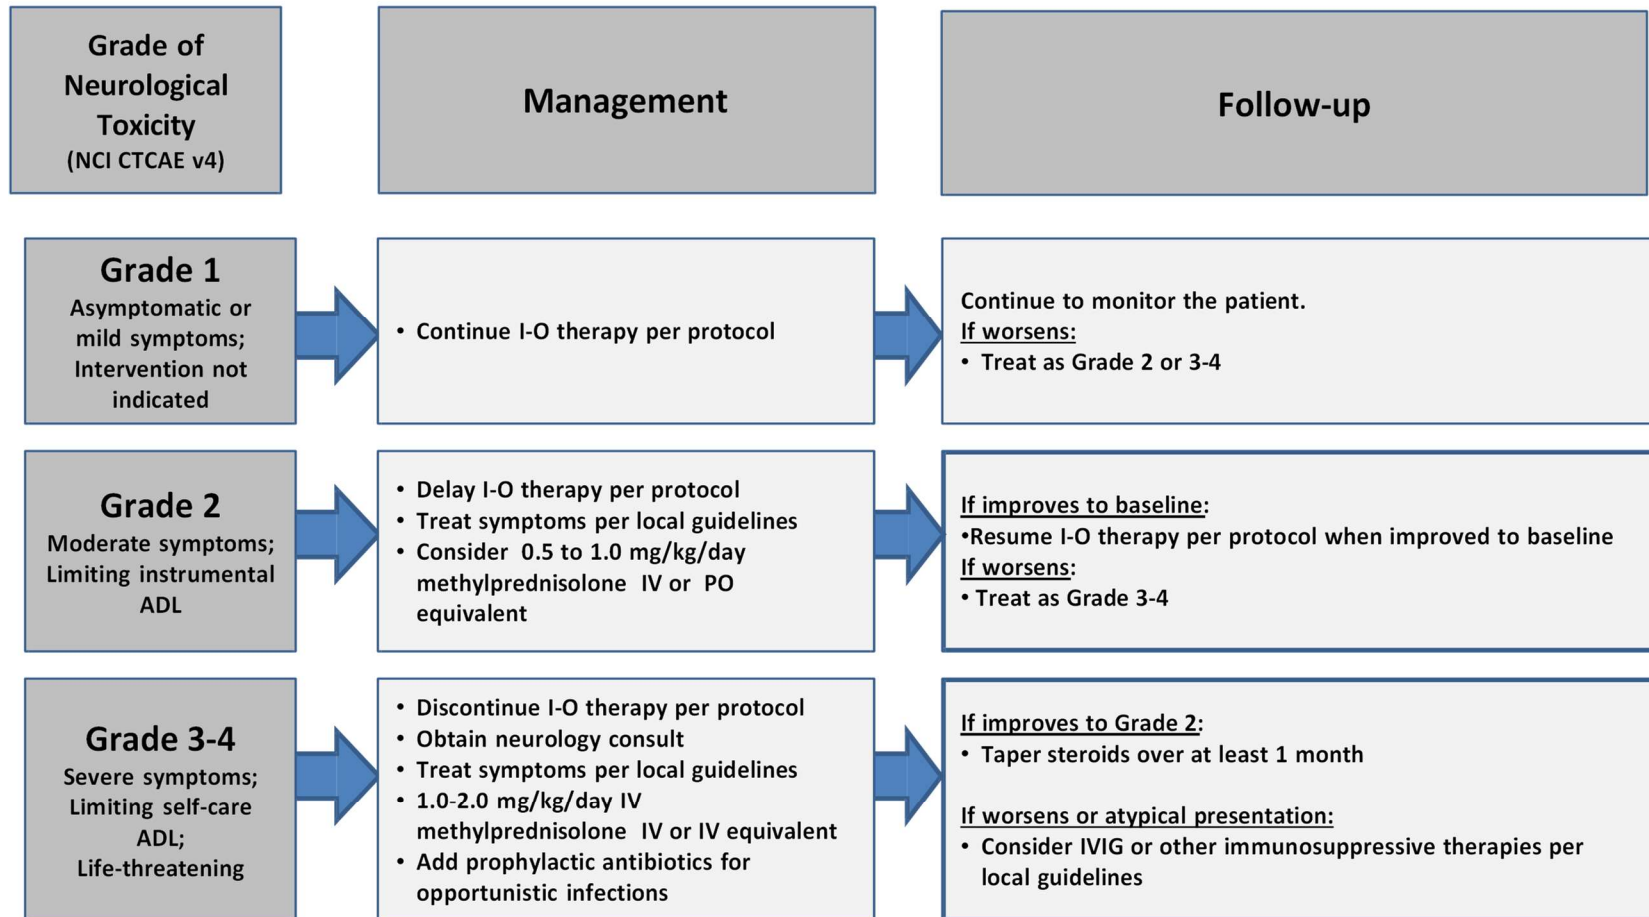 Grade of
Neurological
Toxicity
(NCI CTCAE v4)
Management
Follow-up
Grade 1
Asymptomatic or
mild symptoms;
Intervention not
indicated
• Continue I-O therapy per protocol
Continue to monitor the patient.
If worsens:
• Treat as Grade 2 or 3-4
Grade 2
Moderate symptoms;
Limiting instrumental
ADL
• Delay I-O therapy per protocol
• Treat symptoms per local guidelines
• Consider 0.5 to 1.0 mg/kg/day
methylprednisolone IV or PO
equivalent
If improves to baseline:
•Resume I-O therapy per protocol when improved to baseline
If worsens:
• Treat as Grade 3-4
Grade 3-4
Severe symptoms;
Limiting self-care
ADL;
Life-threatening
• Discontinue I-O therapy per protocol
• Obtain neurology consult
• Treat symptoms per local guidelines
• 1.0-2.0 mg/kg/day IV
methylprednisolone IV or IV equivalent
• Add prophylactic antibiotics for
opportunistic infections
If improves to Grade 2:
• Taper steroids over at least 1 month
If worsens or atypical presentation:
• Consider IVIG or other immunosuppressive therapies per
local guidelines